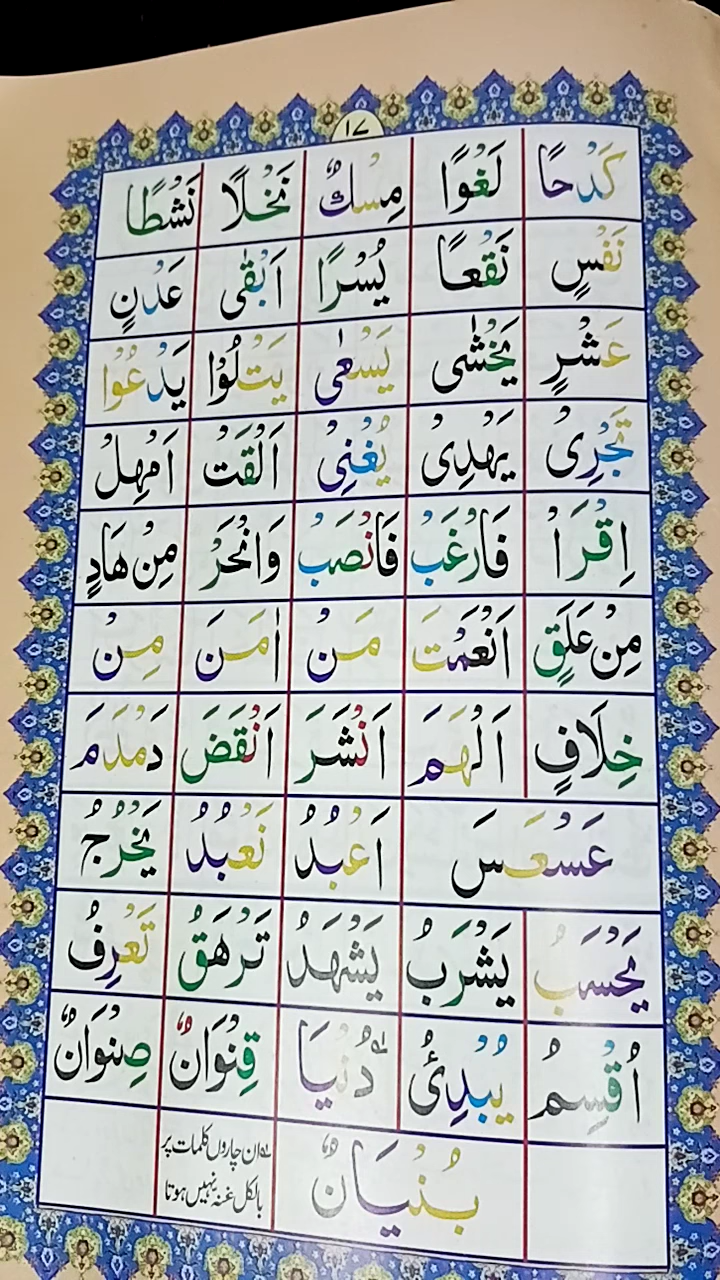 ١٧
كَدْحًا لَغْوًا مِسْكٌ نَخْلًا نَشْطًا
نَفْسٍ نَقْعًا يُسْرًا اَبْقٰى عَدْنٍ
عَشْرٍ يَخْشٰى يَسْعٰى يَتْلُوْا يَدْعُوْا
تَجْرِىْ يَهْدِىْ يُغْنِىْ اَلْقَتْ اَمْهِلْ
اِقْرَاْ فَارْغَبْ فَانْصَبْ وَانْحَرْ مِنْ هَادٍ
مِنْ عَلَقٍ اَنْعَمْتَ مَنْ اٰمَنَ مِنْ
خِلَافٍ اَلْهٰمَ اَنْشَرَ اَنْقَضَ دَمْدَمَ
عَسْعَسَ اَعْبُدُ نَعْبُدُ يَخْرُجُ
يَحْسَبُ يَشْرَبُ يَشْهَدُ تَرْهَقُ تَعْرِفُ
اُقْسِمُ يُبْدِئُ دُنْيَا قِنْوَانٌ صِنْوَانٌ
بُنْيَانٌ ان چاروں کلمات پر
بالکل غنہ نہیں ہوتا